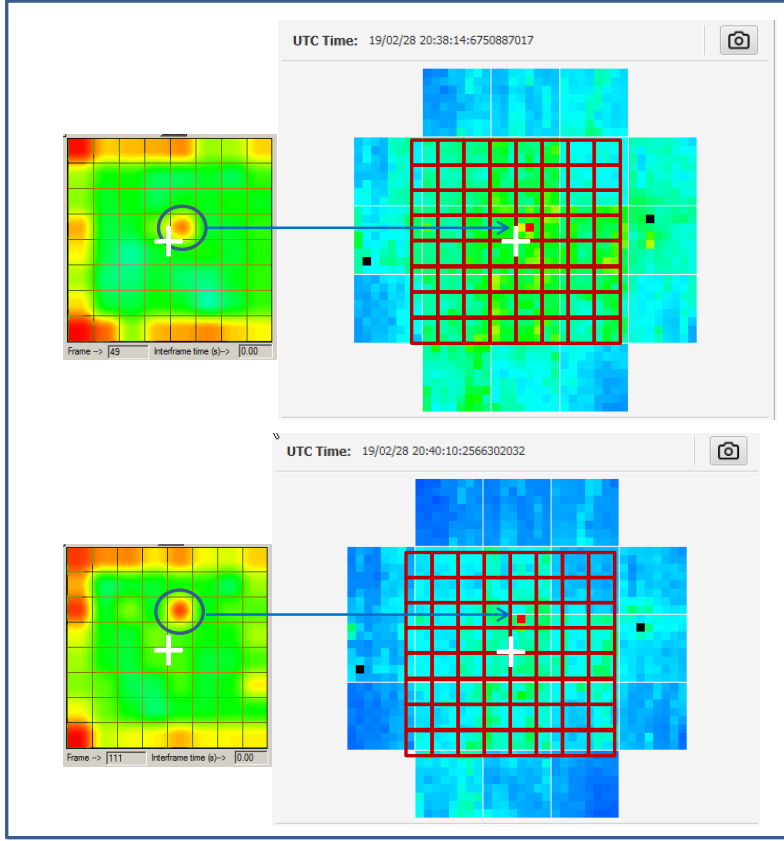 UTC Time: 19/02/28 20:38:14:6750887017
Frame --> 49 Interframe time (s)--> 0.00
UTC Time: 19/02/28 20:40:10:2566302032
Frame --> 111 Interframe time (s)--> 0.00